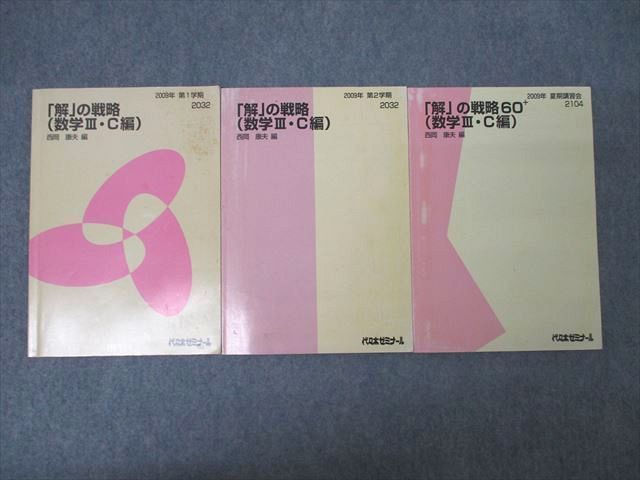 2009年 第1学期
2032
「解」の戦略
(数学Ⅲ・C編)
西岡 康夫 編
代々木ゼミナール
2009年 第2学期
2032
「解」の戦略
(数学Ⅲ・C編)
西岡 康夫 編
代々木ゼミナール
2009年 夏期講習会
2104
「解」の戦略60+
(数学Ⅲ・C編)
西岡 康夫 編
代々木ゼミナール